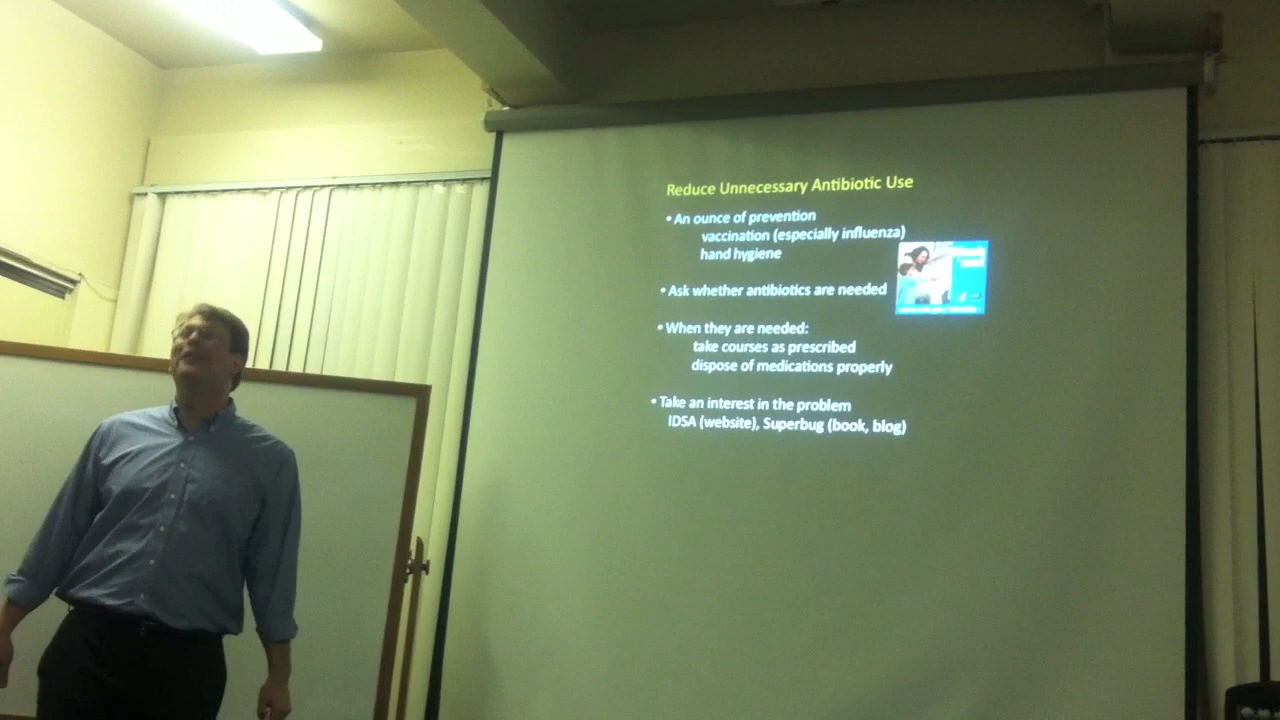 Reduce Unnecessary Antibiotic Use
• An ounce of prevention
vaccination (especially influenza)
hand hygiene
• Ask whether antibiotics are needed
• When they are needed:
take courses as prescribed
dispose of medications properly
• Take an interest in the problem
IDSA (website), Superbug (book, blog)